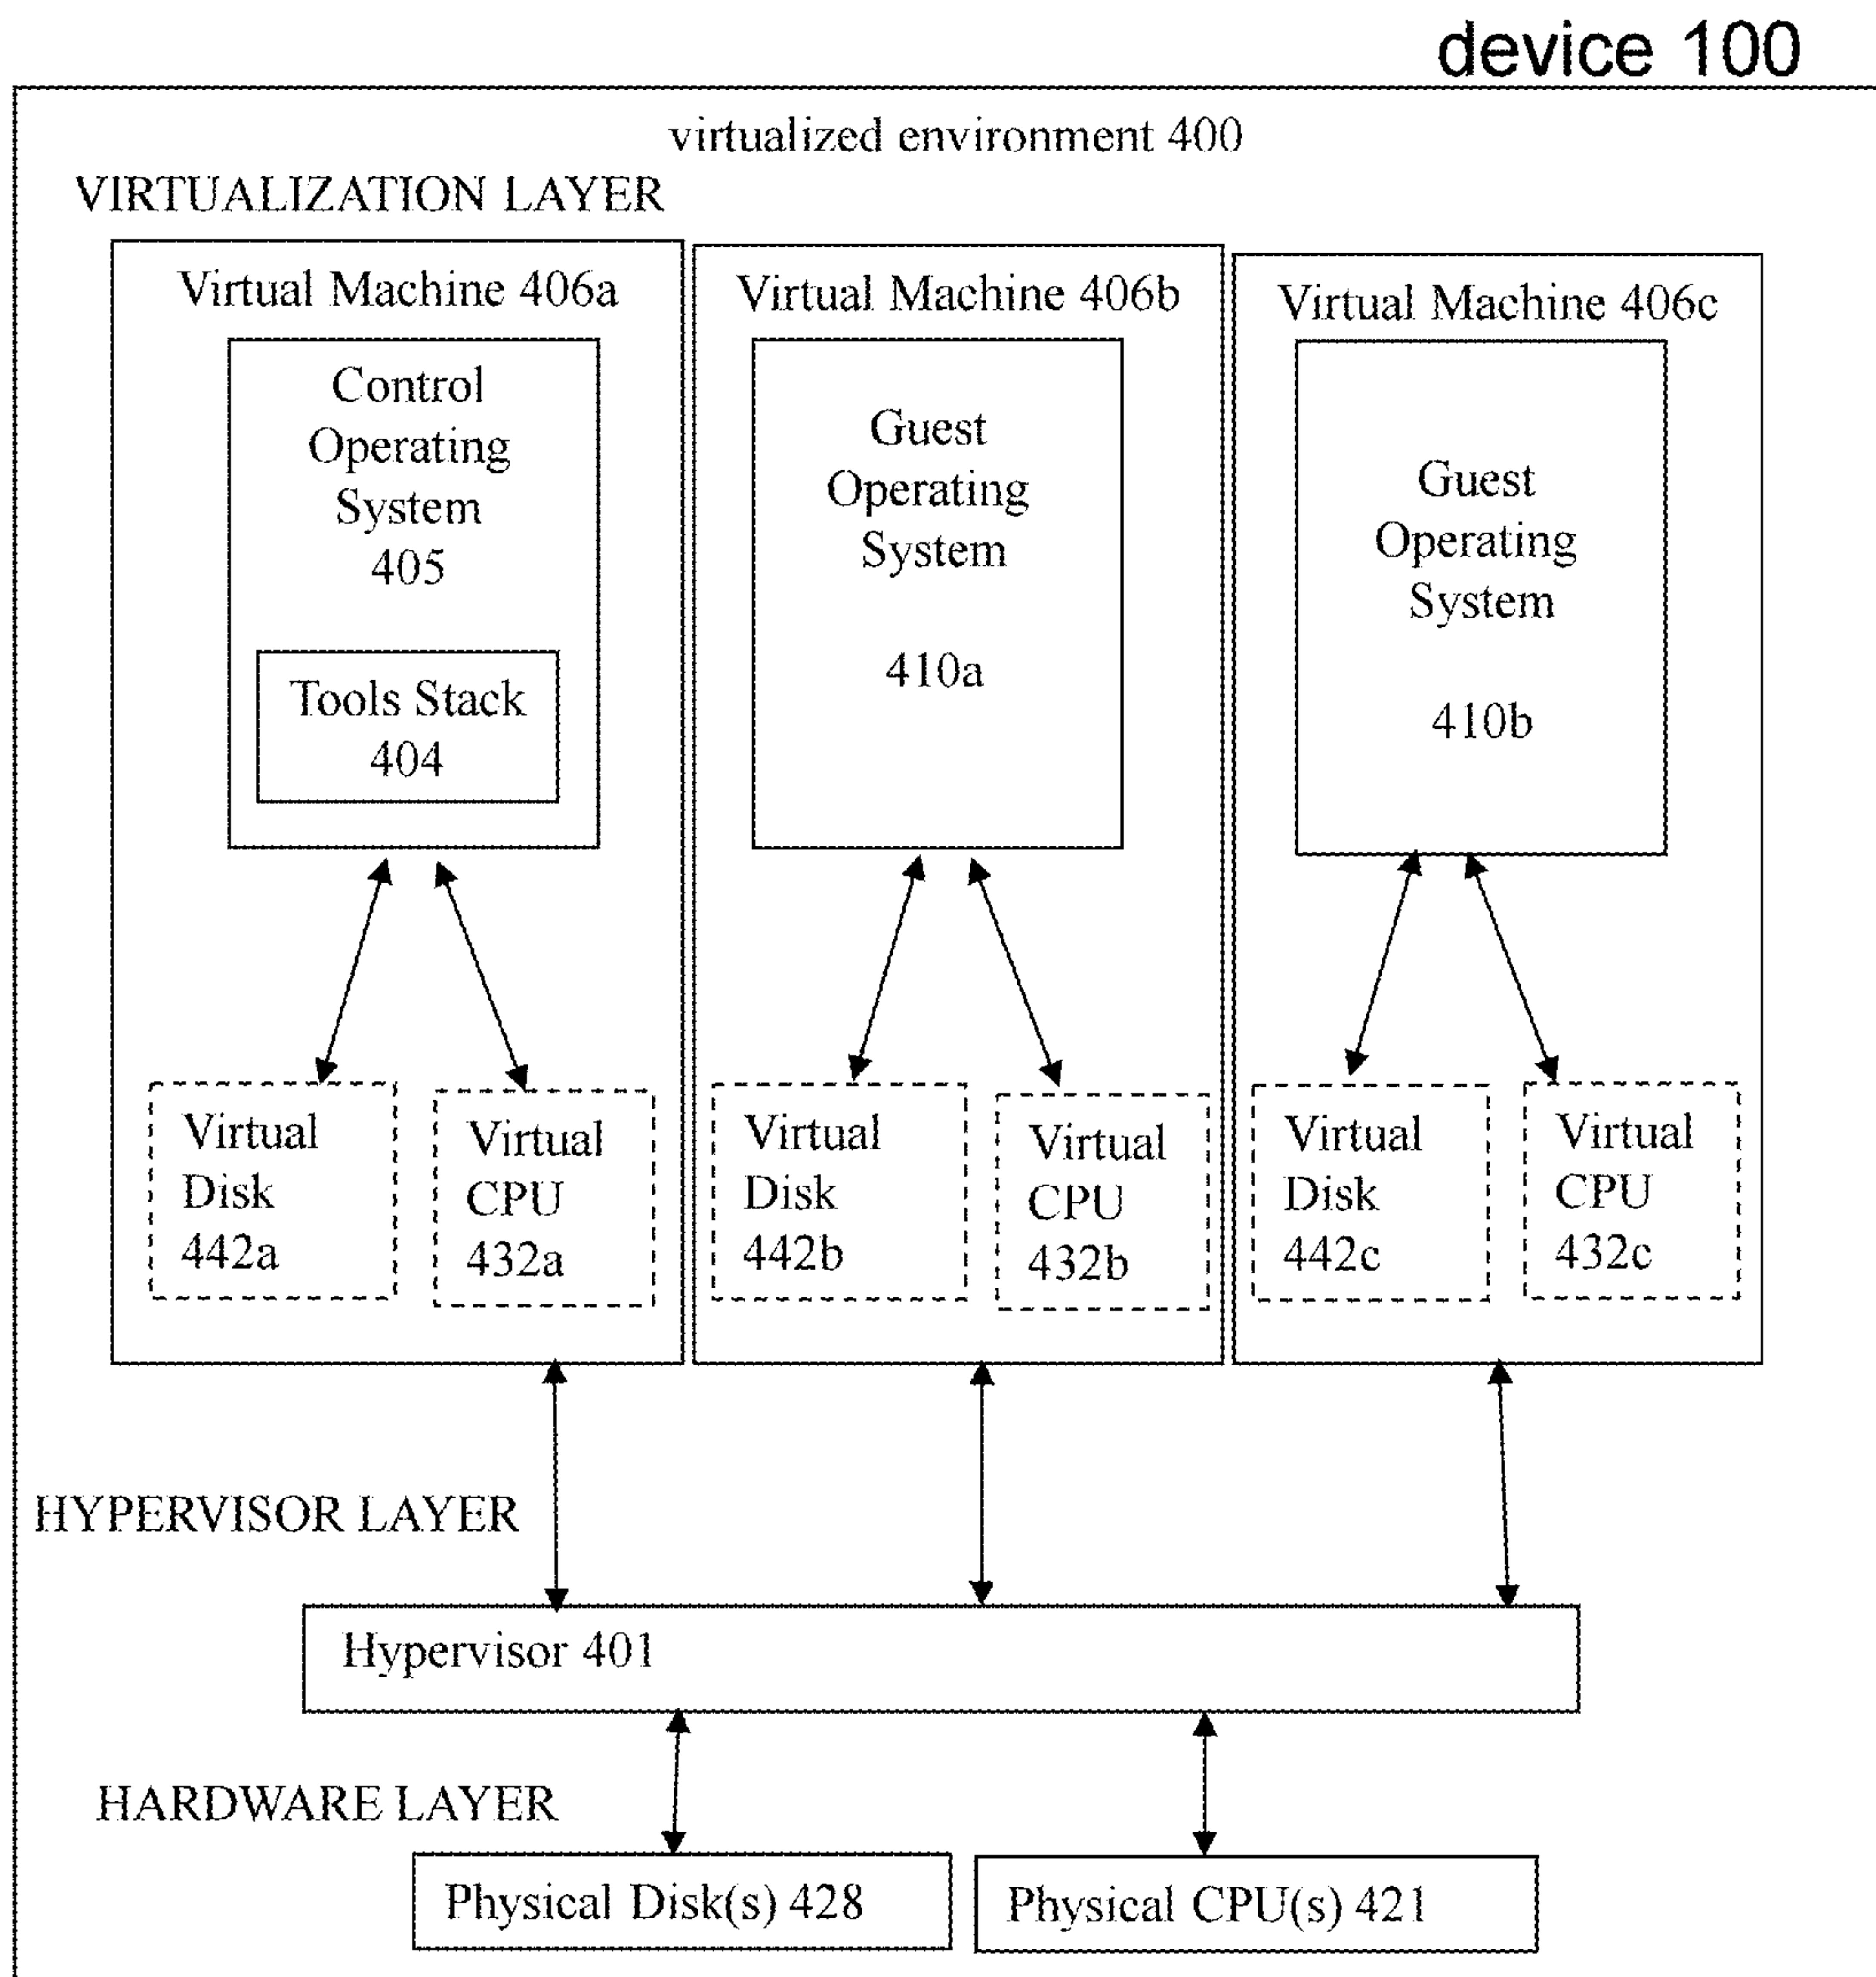 device 100
virtualized environment 400
VIRTUALIZATION LAYER
Virtual Machine 406a
Control
Operating
System
405
Tools Stack
404
Virtual
Disk
442a
Virtual
CPU
432a
Virtual Machine 406b
Guest
Operating
System
410a
Virtual
Disk
442b
Virtual
CPU
432b
Virtual Machine 406c
Guest
Operating
System
410b
Virtual
Disk
442c
Virtual
CPU
432c
HYPERVISOR LAYER
Hypervisor 401
HARDWARE LAYER
Physical Disk(s) 428
Physical CPU(s) 421